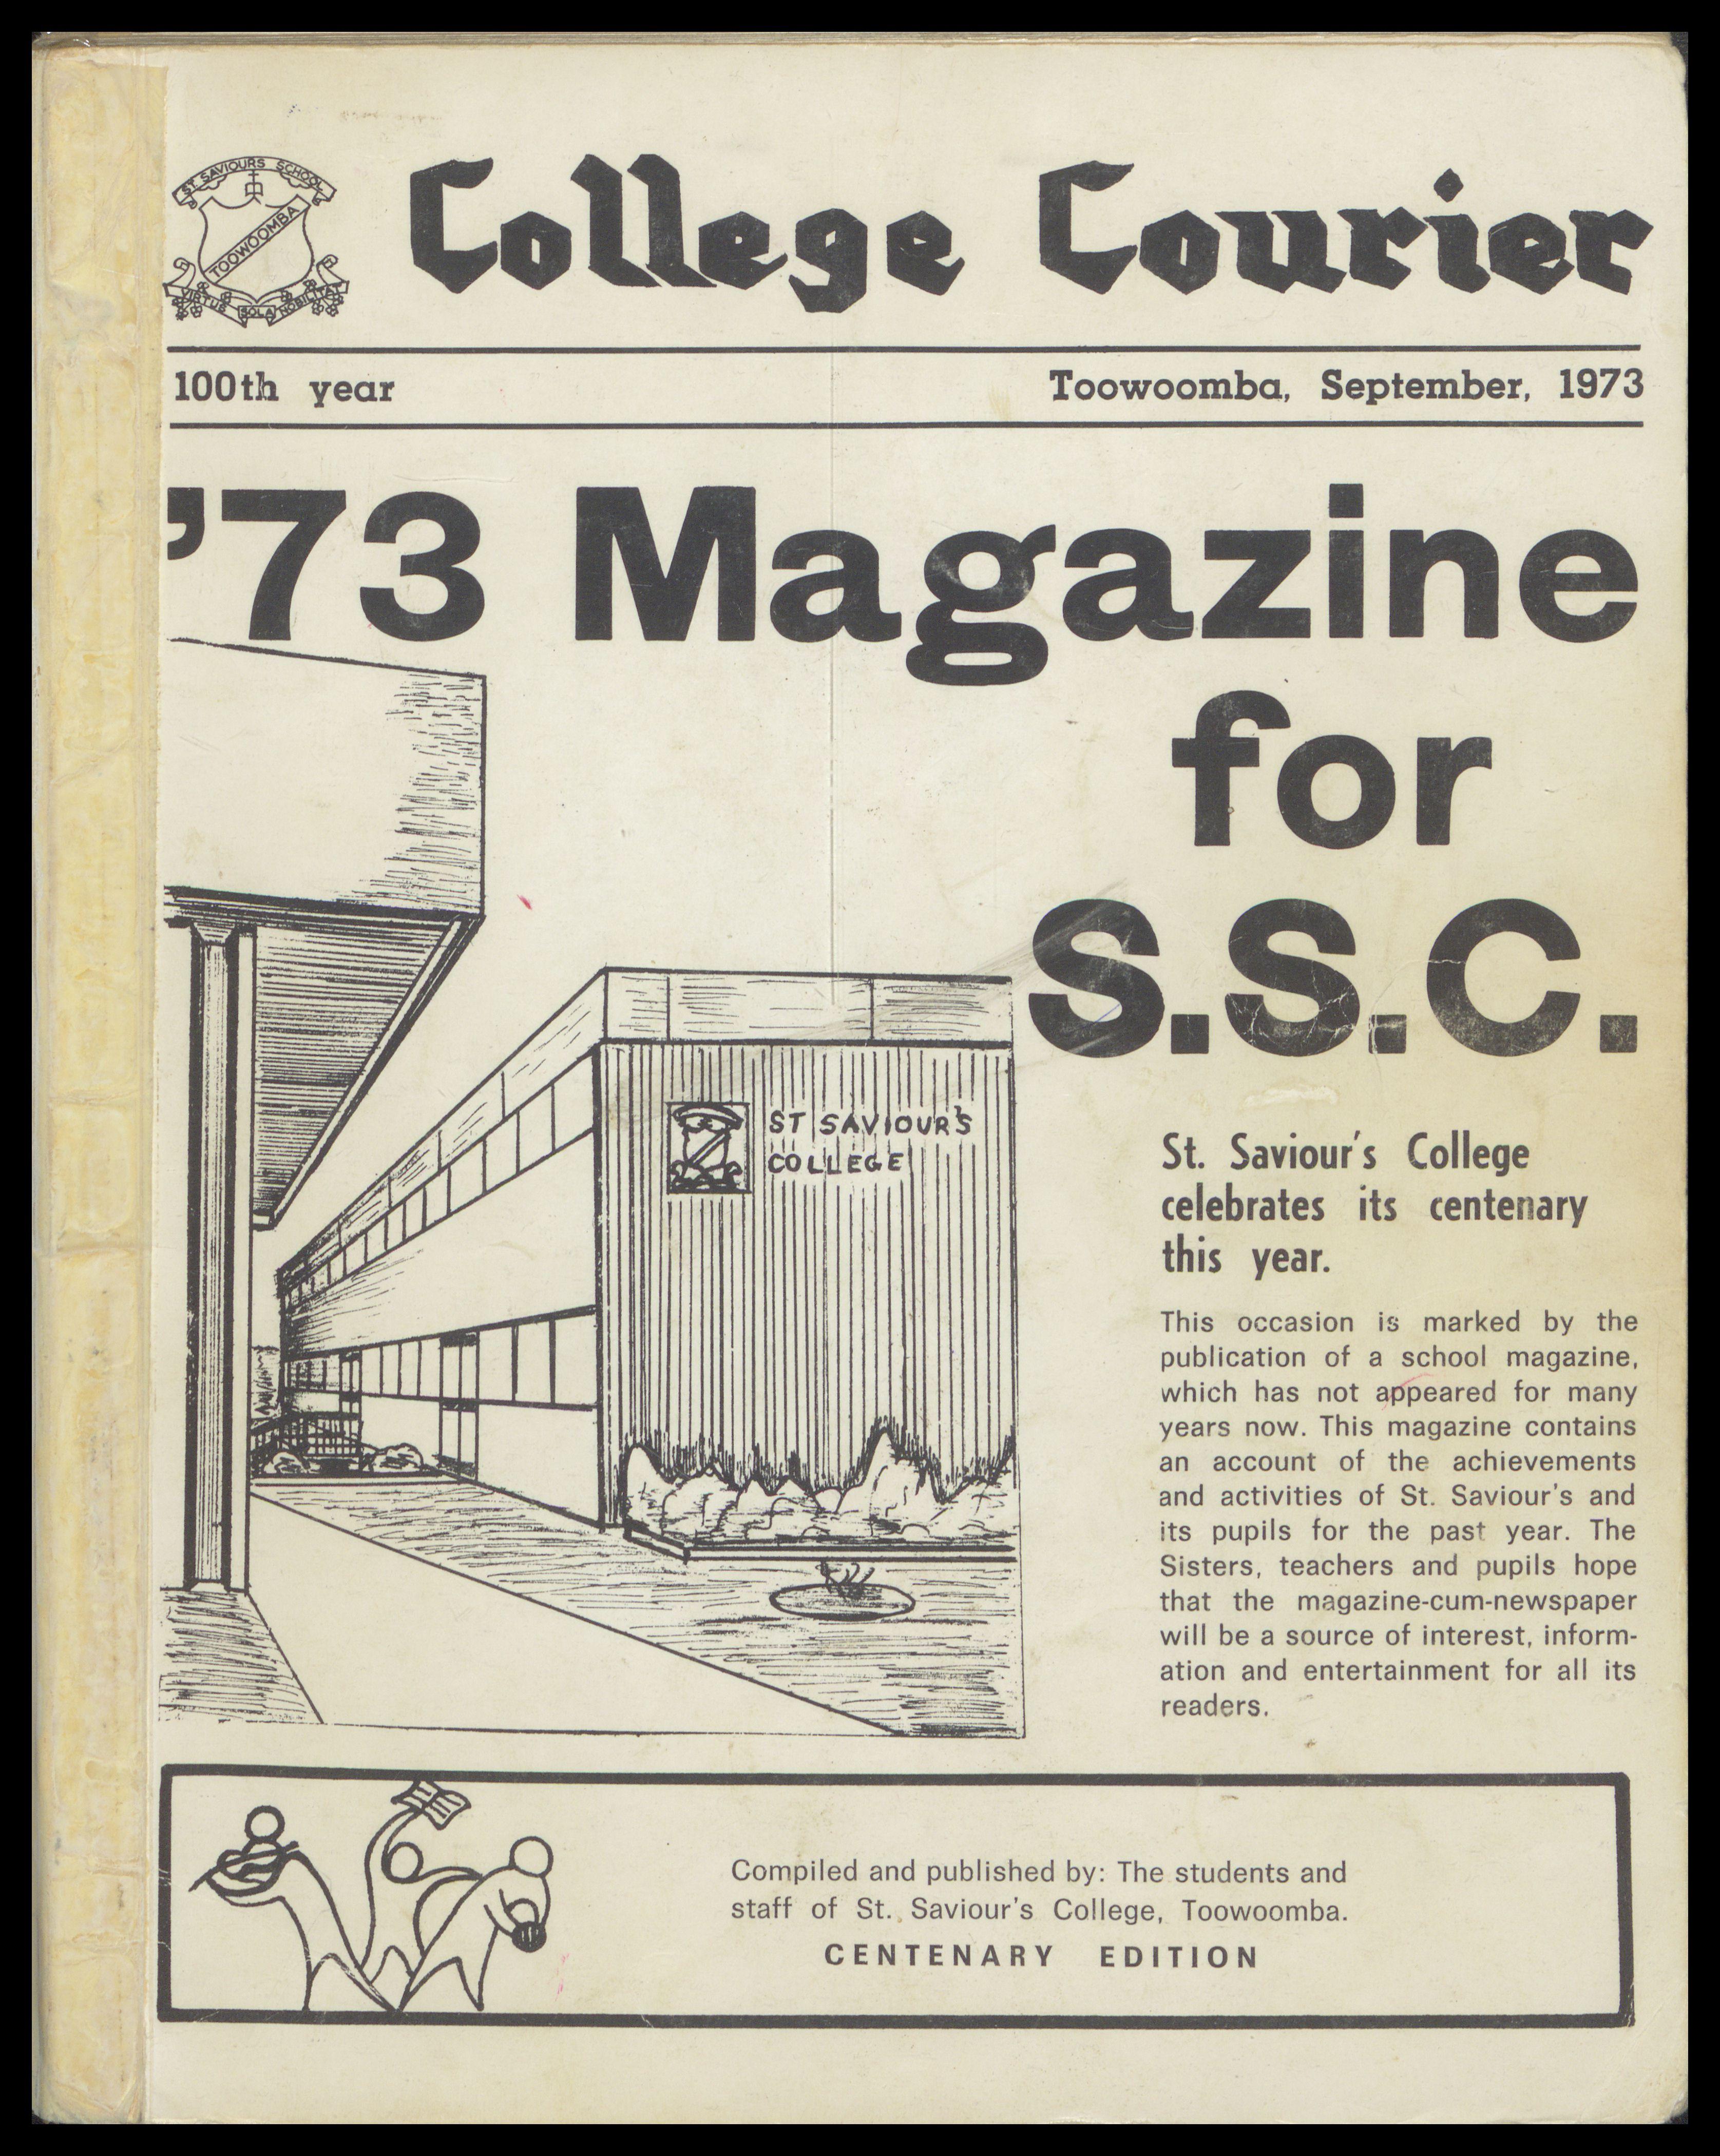 ST. SAVIOURS SCHOOL
TOOWOOMBA
VIRTUS SOLA NOBILITAT
College Courier
100th year Toowoomba, September, 1973
'73 Magazine
for
S.S.C.
ST SAVIOUR'S
COLLEGE
St. Saviour's College
celebrates its centenary
this year.
This occasion is marked by the
publication of a school magazine,
which has not appeared for many
years now. This magazine contains
an account of the achievements
and activities of St. Saviour's and
its pupils for the past year. The
Sisters, teachers and pupils hope
that the magazine-cum-newspaper
will be a source of interest, inform-
ation and entertainment for all its
readers.
Compiled and published by: The students and
staff of St. Saviour's College, Toowoomba.
CENTENARY EDITION